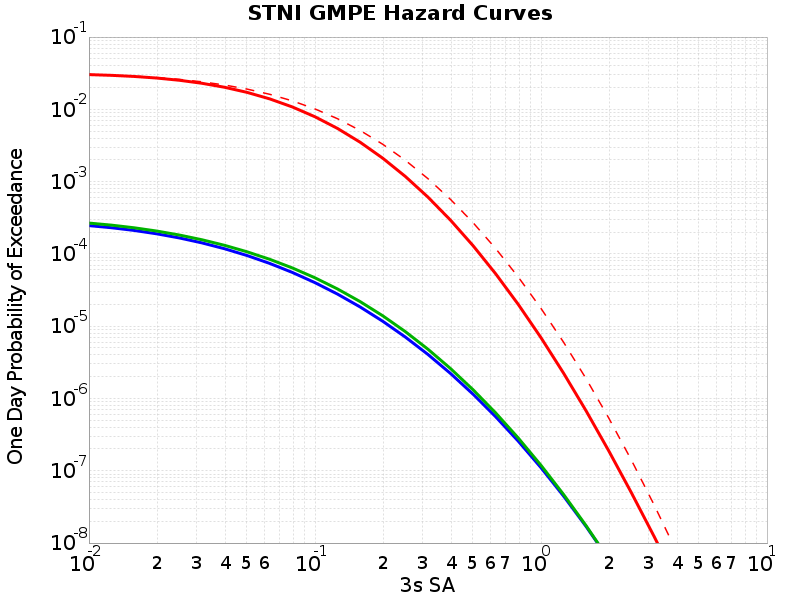 STNI GMPE Hazard Curves
One Day Probability of Exceedance
10^-1
10^-2
10^-3
10^-4
10^-5
10^-6
10^-7
10^-8
10^-2 2 3 4 5 6 10^-1 2 3 4 5 6 7 10^0 2 3 4 5 6 7 10^1
3s SA